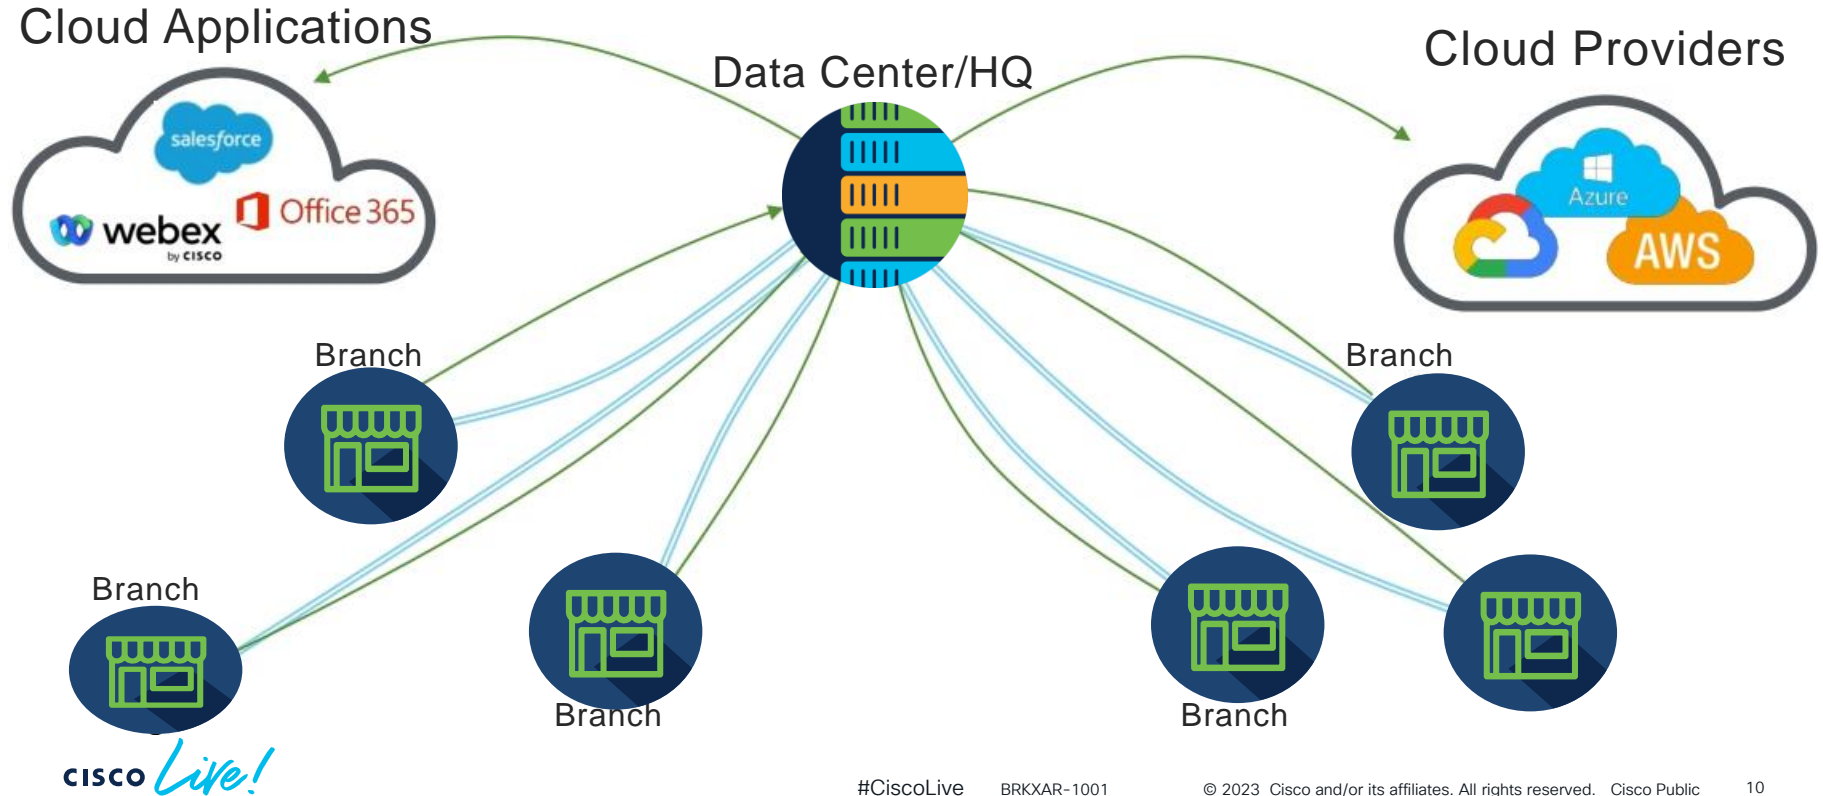 Cloud Applications
Data Center/HQ
Cloud Providers
salesforce
Office 365
webex
by CISCO
Azure
AWS
Branch
Branch
Branch
Branch
Branch
CISCO Live!
#CiscoLive BRKXAR-1001 © 2023 Cisco and/or its affiliates. All rights reserved. Cisco Public 10